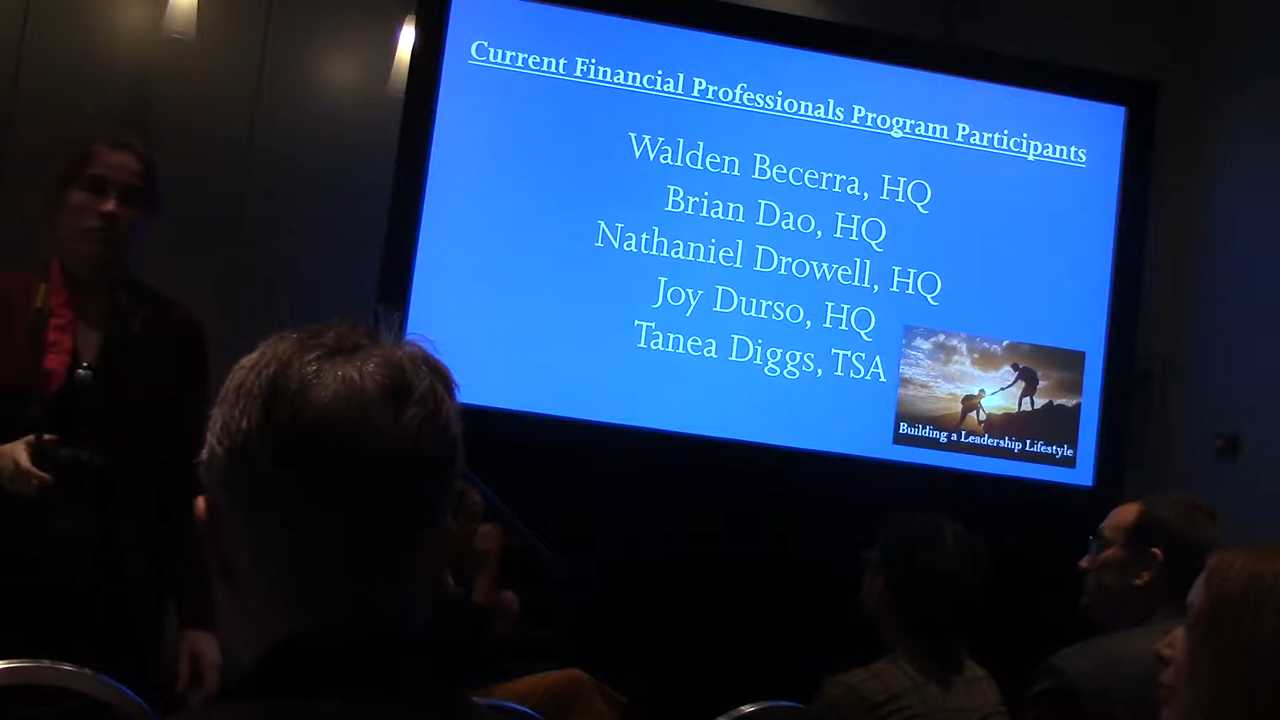 Current Financial Professionals Program Participants
Walden Becerra, HQ
Brian Dao, HQ
Nathaniel Drowell, HQ
Joy Durso, HQ
Tanea Diggs, TSA
Building a Leadership Lifestyle